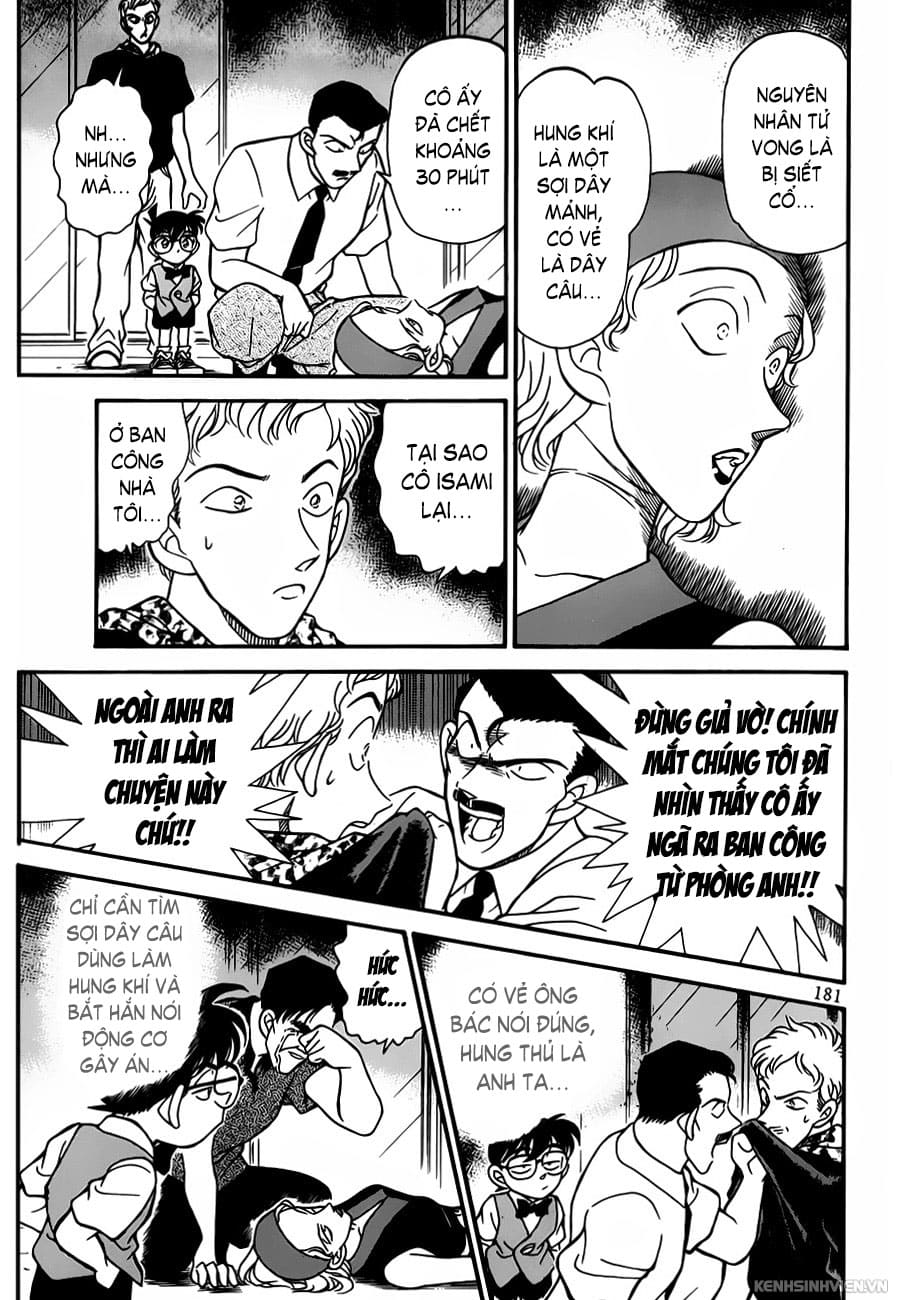 NGUYÊN
NHÂN TỬ
VONG LÀ
BỊ SIẾT
CỔ...
HUNG KHÍ
LÀ MỘT
SỢI DÂY
MẢNH,
CÓ VẺ
LÀ DÂY
CÂU...
CÔ ẤY
ĐÃ CHẾT
KHOẢNG
30 PHÚT
...
NH...
NHƯNG
MÀ...
TẠI SAO
CÔ ISAMI
LẠI...
Ở BAN
CÔNG
NHÀ
TÔI...
ĐỪNG GIẢ VỜ! CHÍNH
MẮT CHÚNG TÔI ĐÃ
NHÌN THẤY CÔ ẤY
NGÃ RA BAN CÔNG
TỪ PHÒNG ANH!!
NGOÀI ANH RA
THÌ AI LÀM
CHUYỆN NÀY
CHỨ!!
181
CÓ VẺ ÔNG
BÁC NÓI ĐÚNG,
HUNG THỦ LÀ
ANH TA...
HỨC
HỨC...
CHỈ CẦN TÌM
SỢI DÂY CÂU
DÙNG LÀM
HUNG KHÍ VÀ
BẮT HẮN NÓI
ĐỘNG CƠ
GÂY ÁN...
KENHSINHVIEN.VN